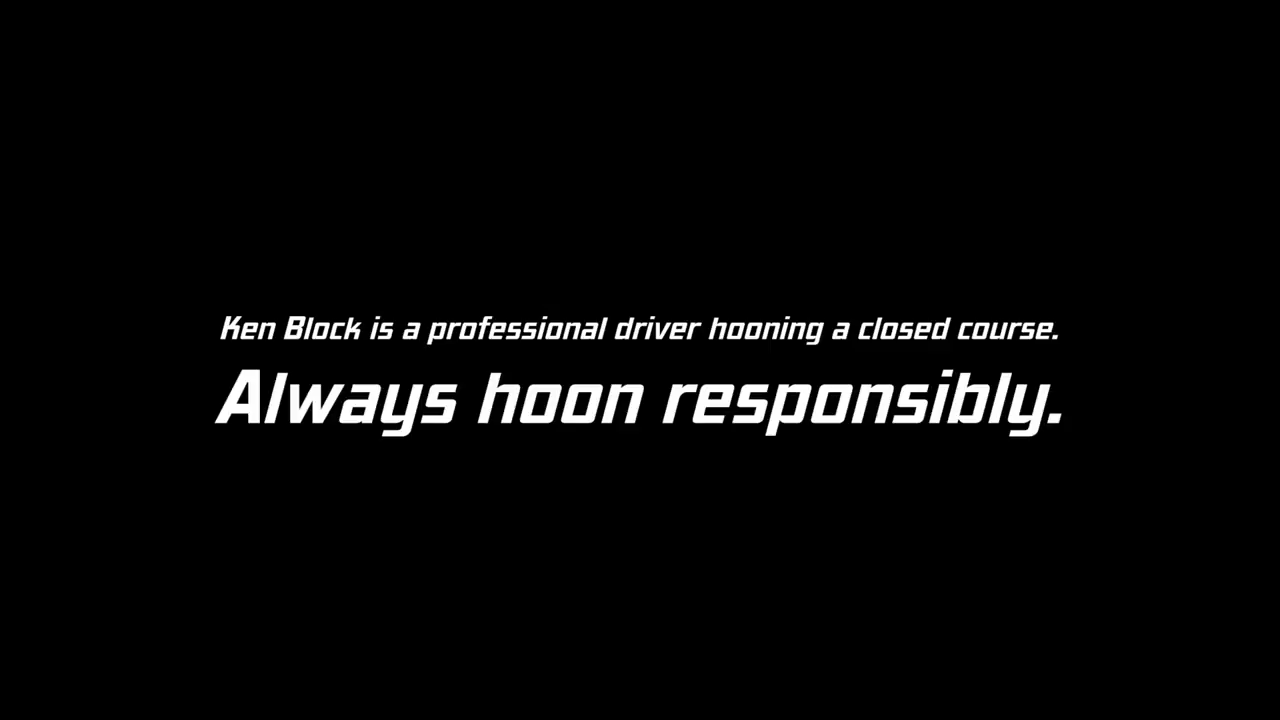 Ken Block is a professional driver hooning a closed course.
Always hoon responsibly.